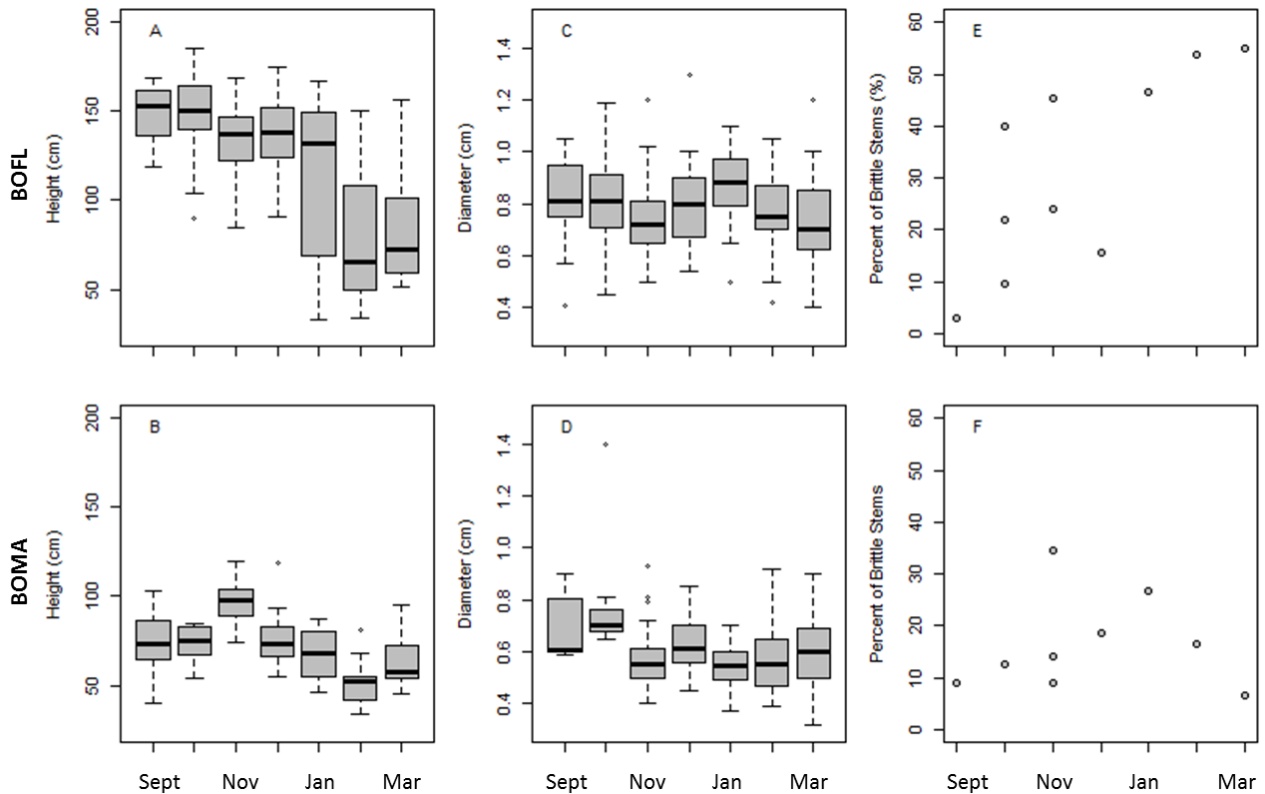 BOFL
Height (cm)
200
150
100
50
A
Diameter (cm)
1.4
1.2
1.0
0.8
0.6
0.4
C
Percent of Brittle Stems (%)
60
50
40
30
20
10
0
E
BOMA
Height (cm)
200
150
100
50
B
Diameter (cm)
1.4
1.2
1.0
0.8
0.6
0.4
D
Percent of Brittle Stems
60
50
40
30
20
10
0
F
Sept Nov Jan Mar
Sept Nov Jan Mar
Sept Nov Jan Mar